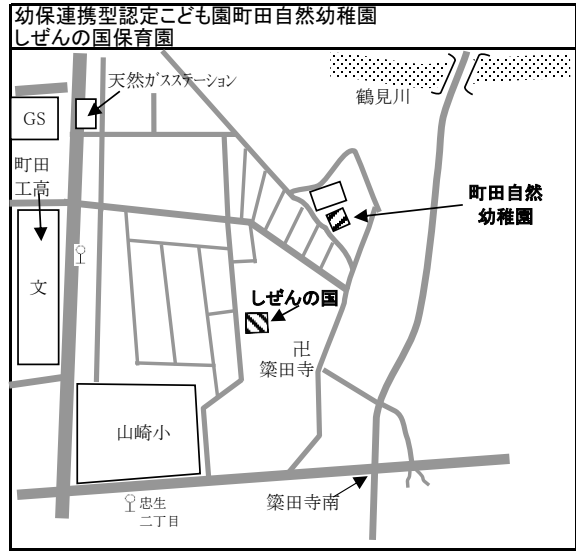 幼保連携型認定こども園町田自然幼稚園
しぜんの国保育園
天然ガスステーション
鶴見川
GS
町田
工高
町田自然
幼稚園
文
しぜんの国
卍
簗田寺
山崎小
簗田寺南
忠生
二丁目